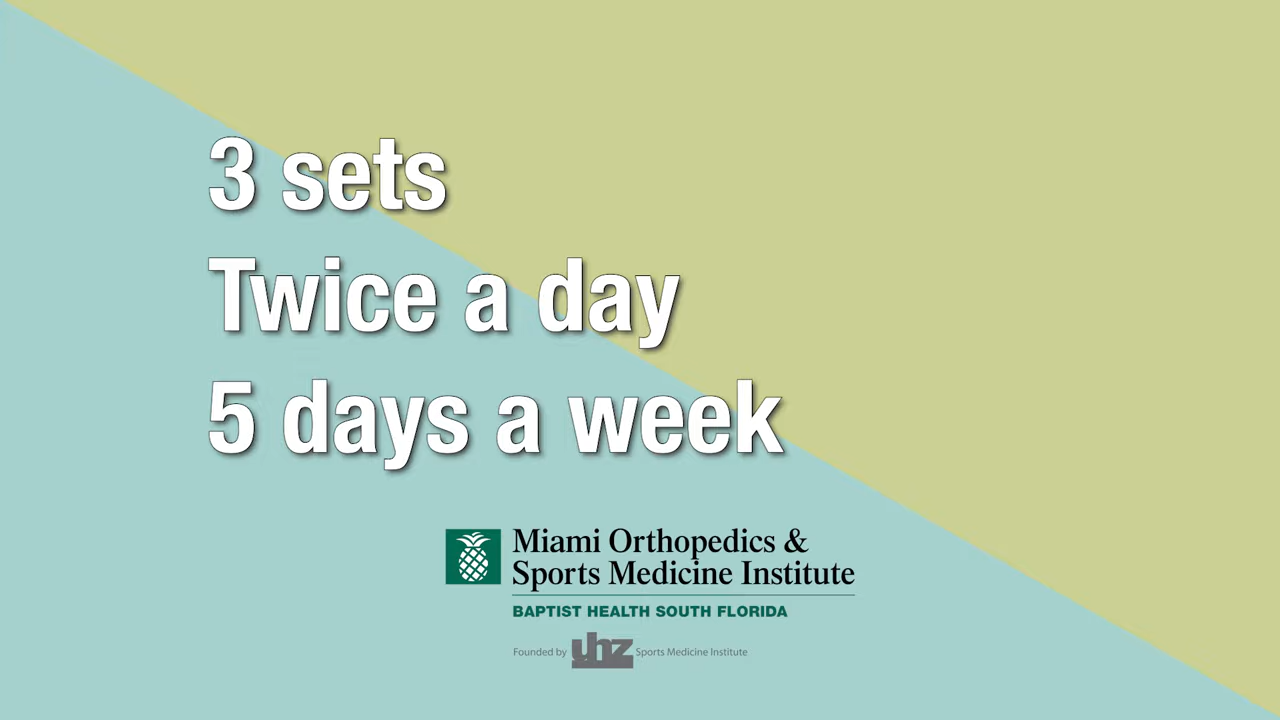 3 sets
Twice a day
5 days a week
Miami Orthopedics &
Sports Medicine Institute
BAPTIST HEALTH SOUTH FLORIDA
Founded by uhz Sports Medicine Institute